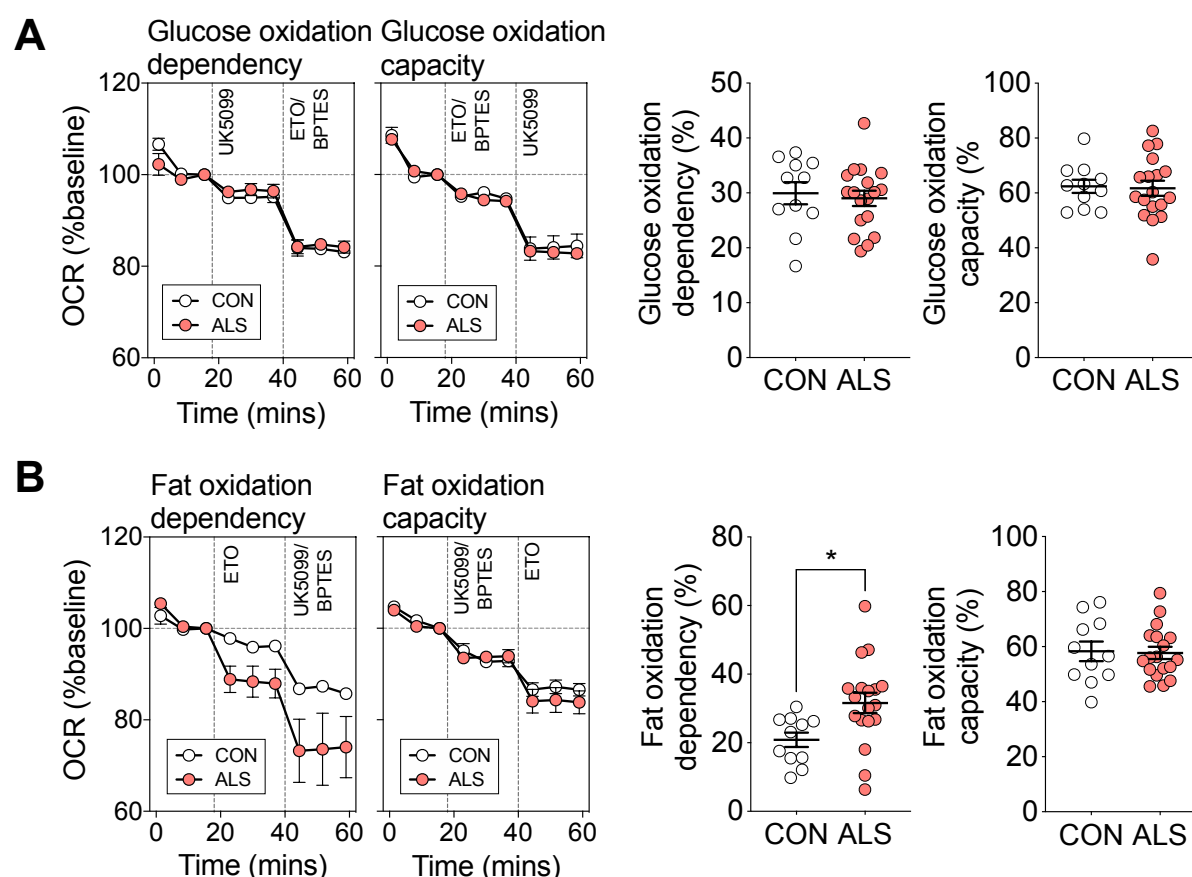 A
Glucose oxidation
dependency
Glucose oxidation
capacity
OCR (%baseline)
120
100
80
60
UK5099
ETO/
BPTES
CON
ALS
0
20
40
60
Time (mins)
ETO/
BPTES
UK5099
CON
ALS
0
20
40
60
Time (mins)
Glucose oxidation
dependency (%)
50
40
30
20
10
0
CON
ALS
Glucose oxidation
capacity (%
100
80
60
40
20
0
CON
ALS
B
Fat oxidation
dependency
Fat oxidation
capacity
OCR (%baseline)
120
100
80
60
ETO
UK5099/
BPTES
CON
ALS
0
20
40
60
Time (mins)
UK5099/
BPTES
ETO
CON
ALS
0
20
40
60
Time (mins)
Fat oxidation
dependency (%)
80
60
40
20
0
*
CON
ALS
Fat oxidation
capacity (%)
100
80
60
40
20
0
CON
ALS